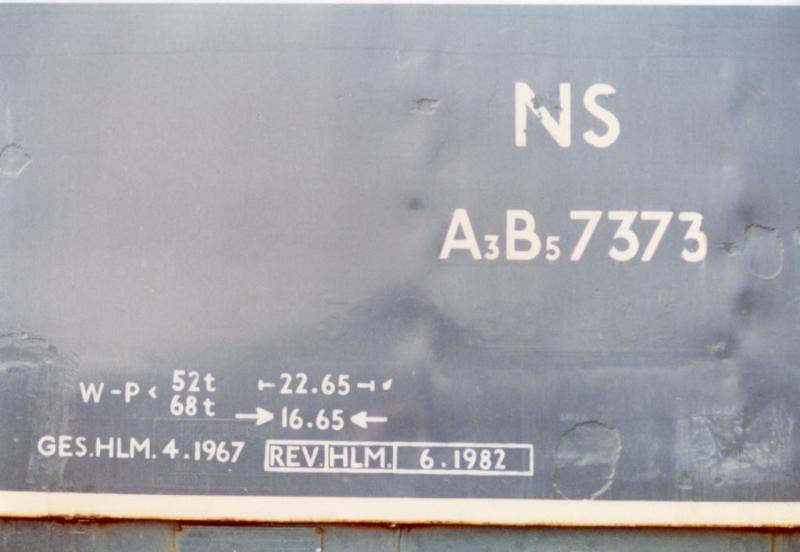 NS
A3B5 7373
W-P < 52t 22.65
68t 16.65
GES.HLM.4.1967 REV. HLM. 6.1982